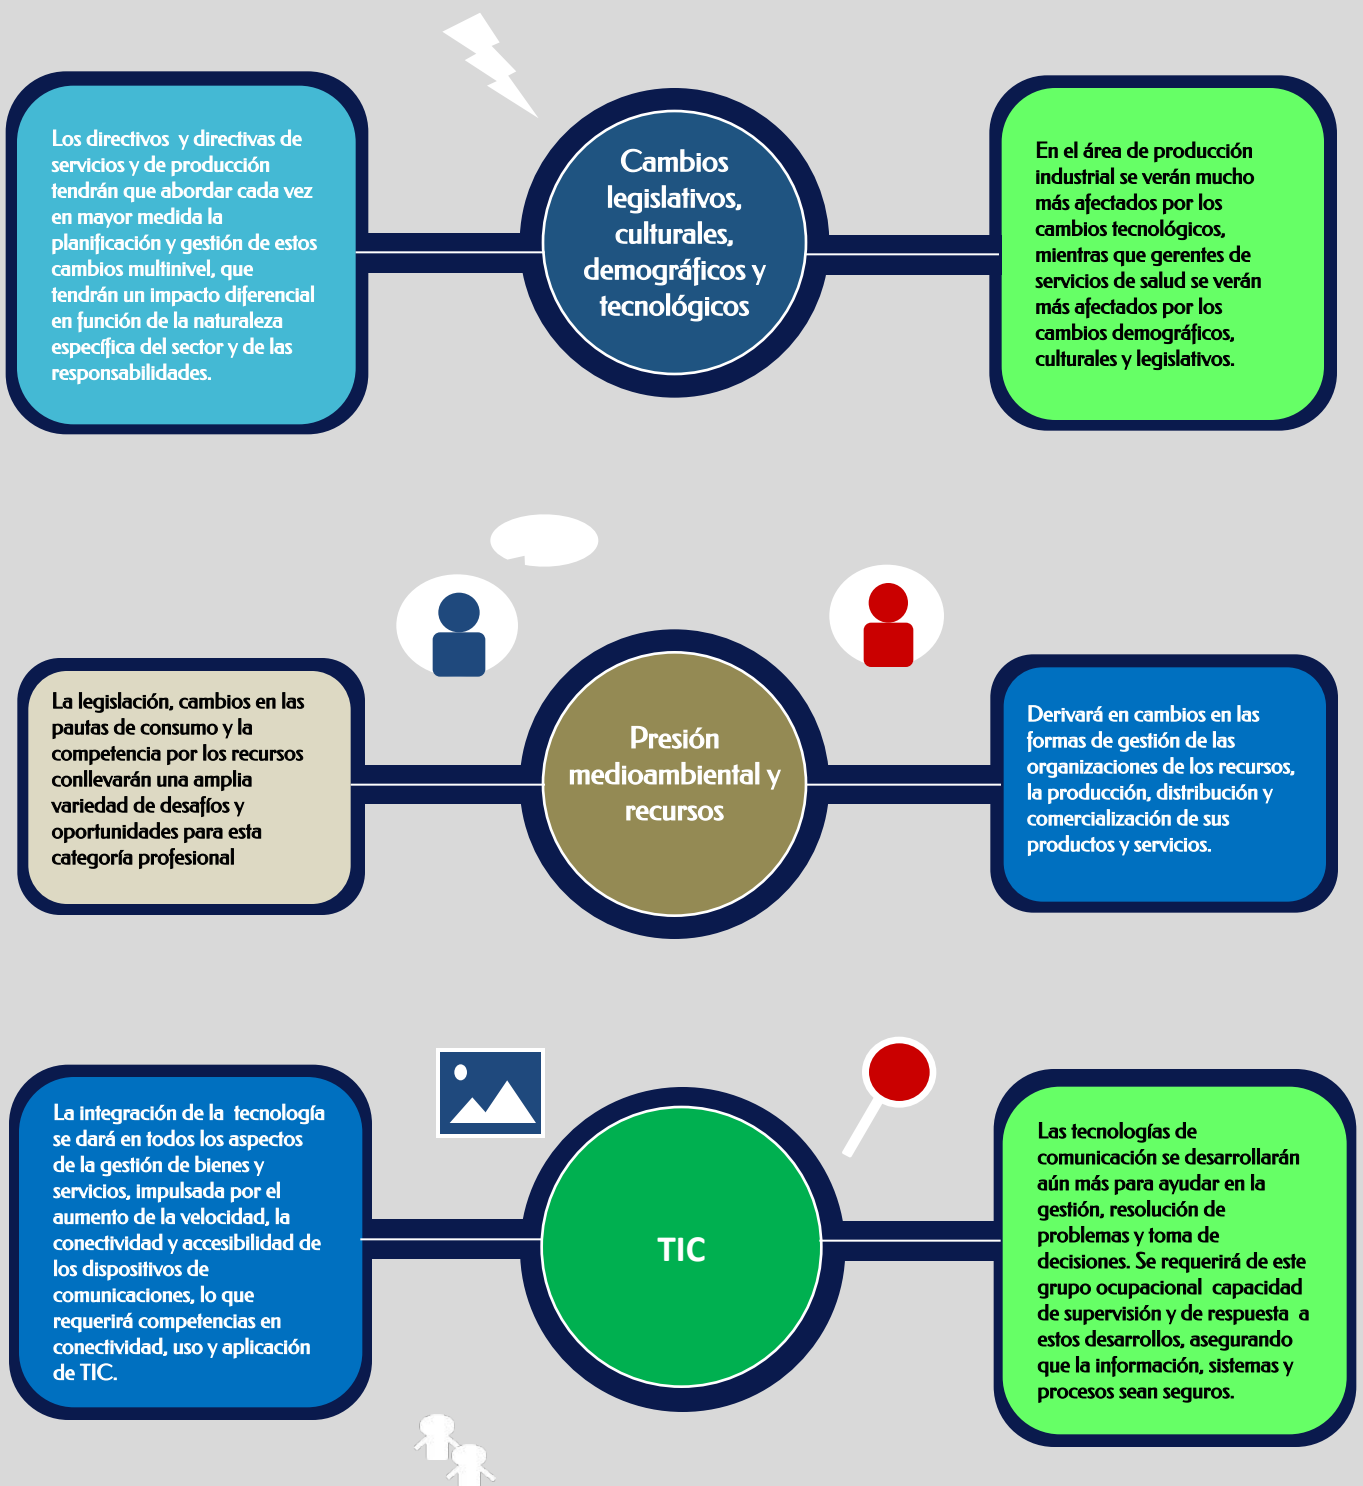 Los directivos  y directivas de
servicios y de producción
tendrán que abordar cada vez
en mayor medida la
planificación y gestión de estos
cambios multinivel, que
tendrán un impacto diferencial
en función de la naturaleza
específica del sector y de las
responsabilidades.
Cambios
legislativos,
culturales,
demográficos y
tecnológicos
En el área de producción
industrial se verán mucho
más afectados por los
cambios tecnológicos,
mientras que gerentes de
servicios de salud se verán
más afectados por los
cambios demográficos,
culturales y legislativos.
La legislación, cambios en las
pautas de consumo y la
competencia por los recursos
conllevarán una amplia
variedad de desafíos y
oportunidades para esta
categoría profesional
Presión
medioambiental y
recursos
Derivará en cambios en las
formas de gestión de las
organizaciones de los recursos,
la producción, distribución y
comercialización de sus
productos y servicios.
La integración de la  tecnología
se dará en todos los aspectos
de la gestión de bienes y
servicios, impulsada por el
aumento de la velocidad, la
conectividad y accesibilidad de
los dispositivos de
comunicaciones, lo que
requerirá competencias en
conectividad, uso y aplicación
de TIC.
TIC
Las tecnologías de
comunicación se desarrollarán
aún más para ayudar en la
gestión, resolución de
problemas y toma de
decisiones. Se requerirá de este
grupo ocupacional  capacidad
de supervisión y de respuesta  a
estos desarrollos, asegurando
que la información, sistemas y
procesos sean seguros.